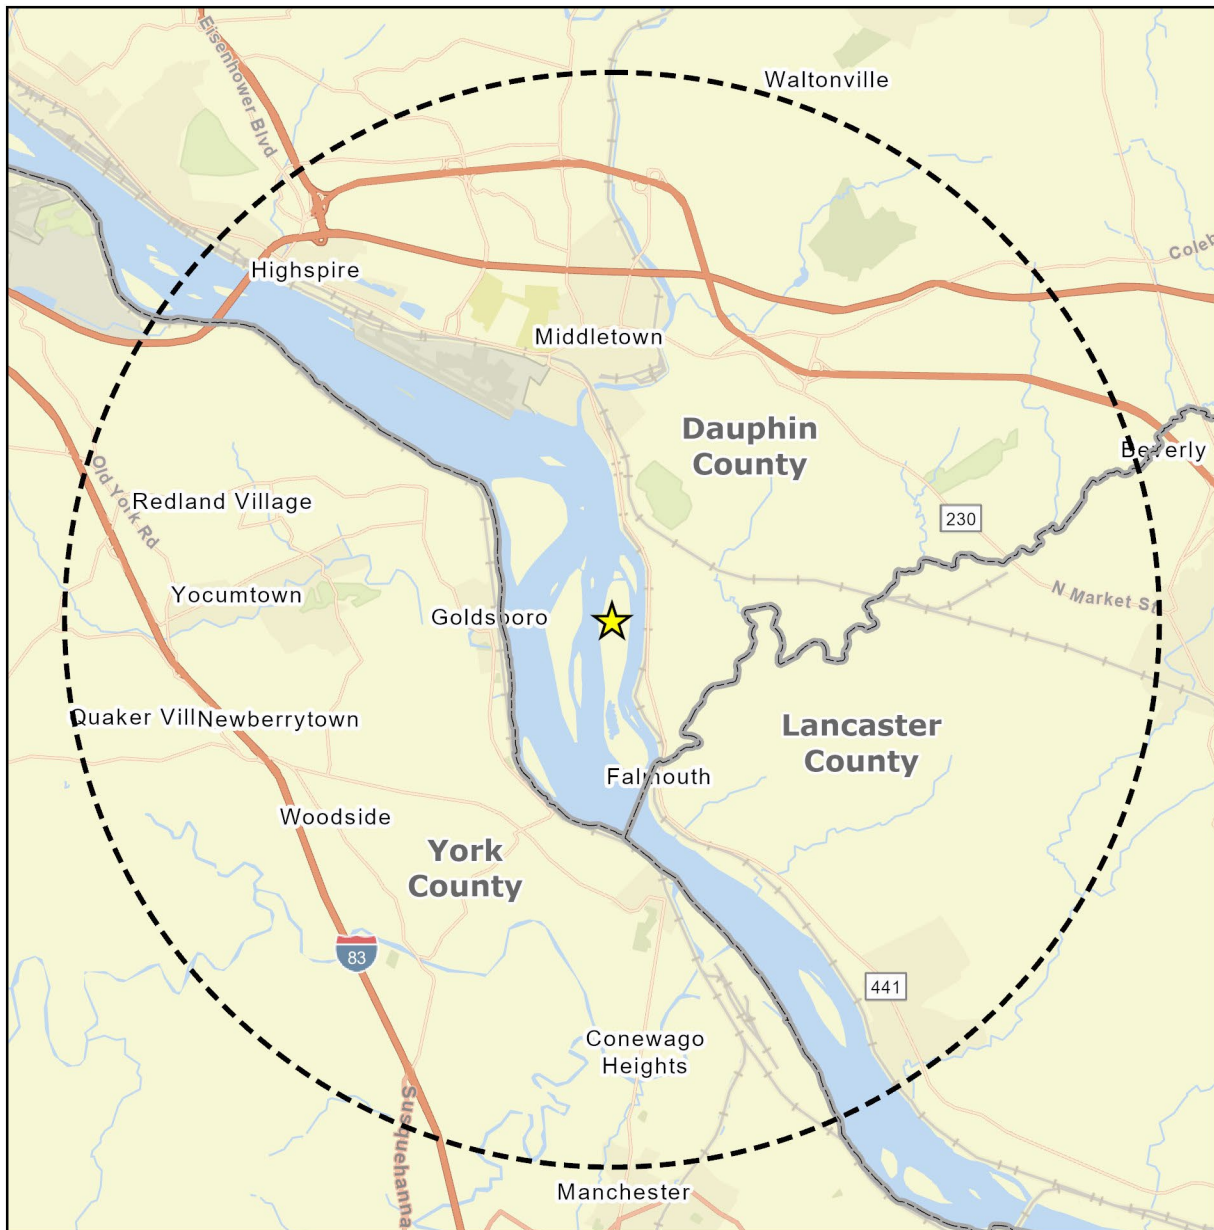 Waltonville
Eisenhower Blvd
Coleb
Highspire
Middletown
Dauphin
County
Beverly
Old York Rd
Redland Village
230
Yocumtown
N Market St
Goldsboro
Quaker Vill
Newberrytown
Lancaster
County
Falmouth
Woodside
York
County
83
441
Conewago
Heights
Susquehanna
Manchester